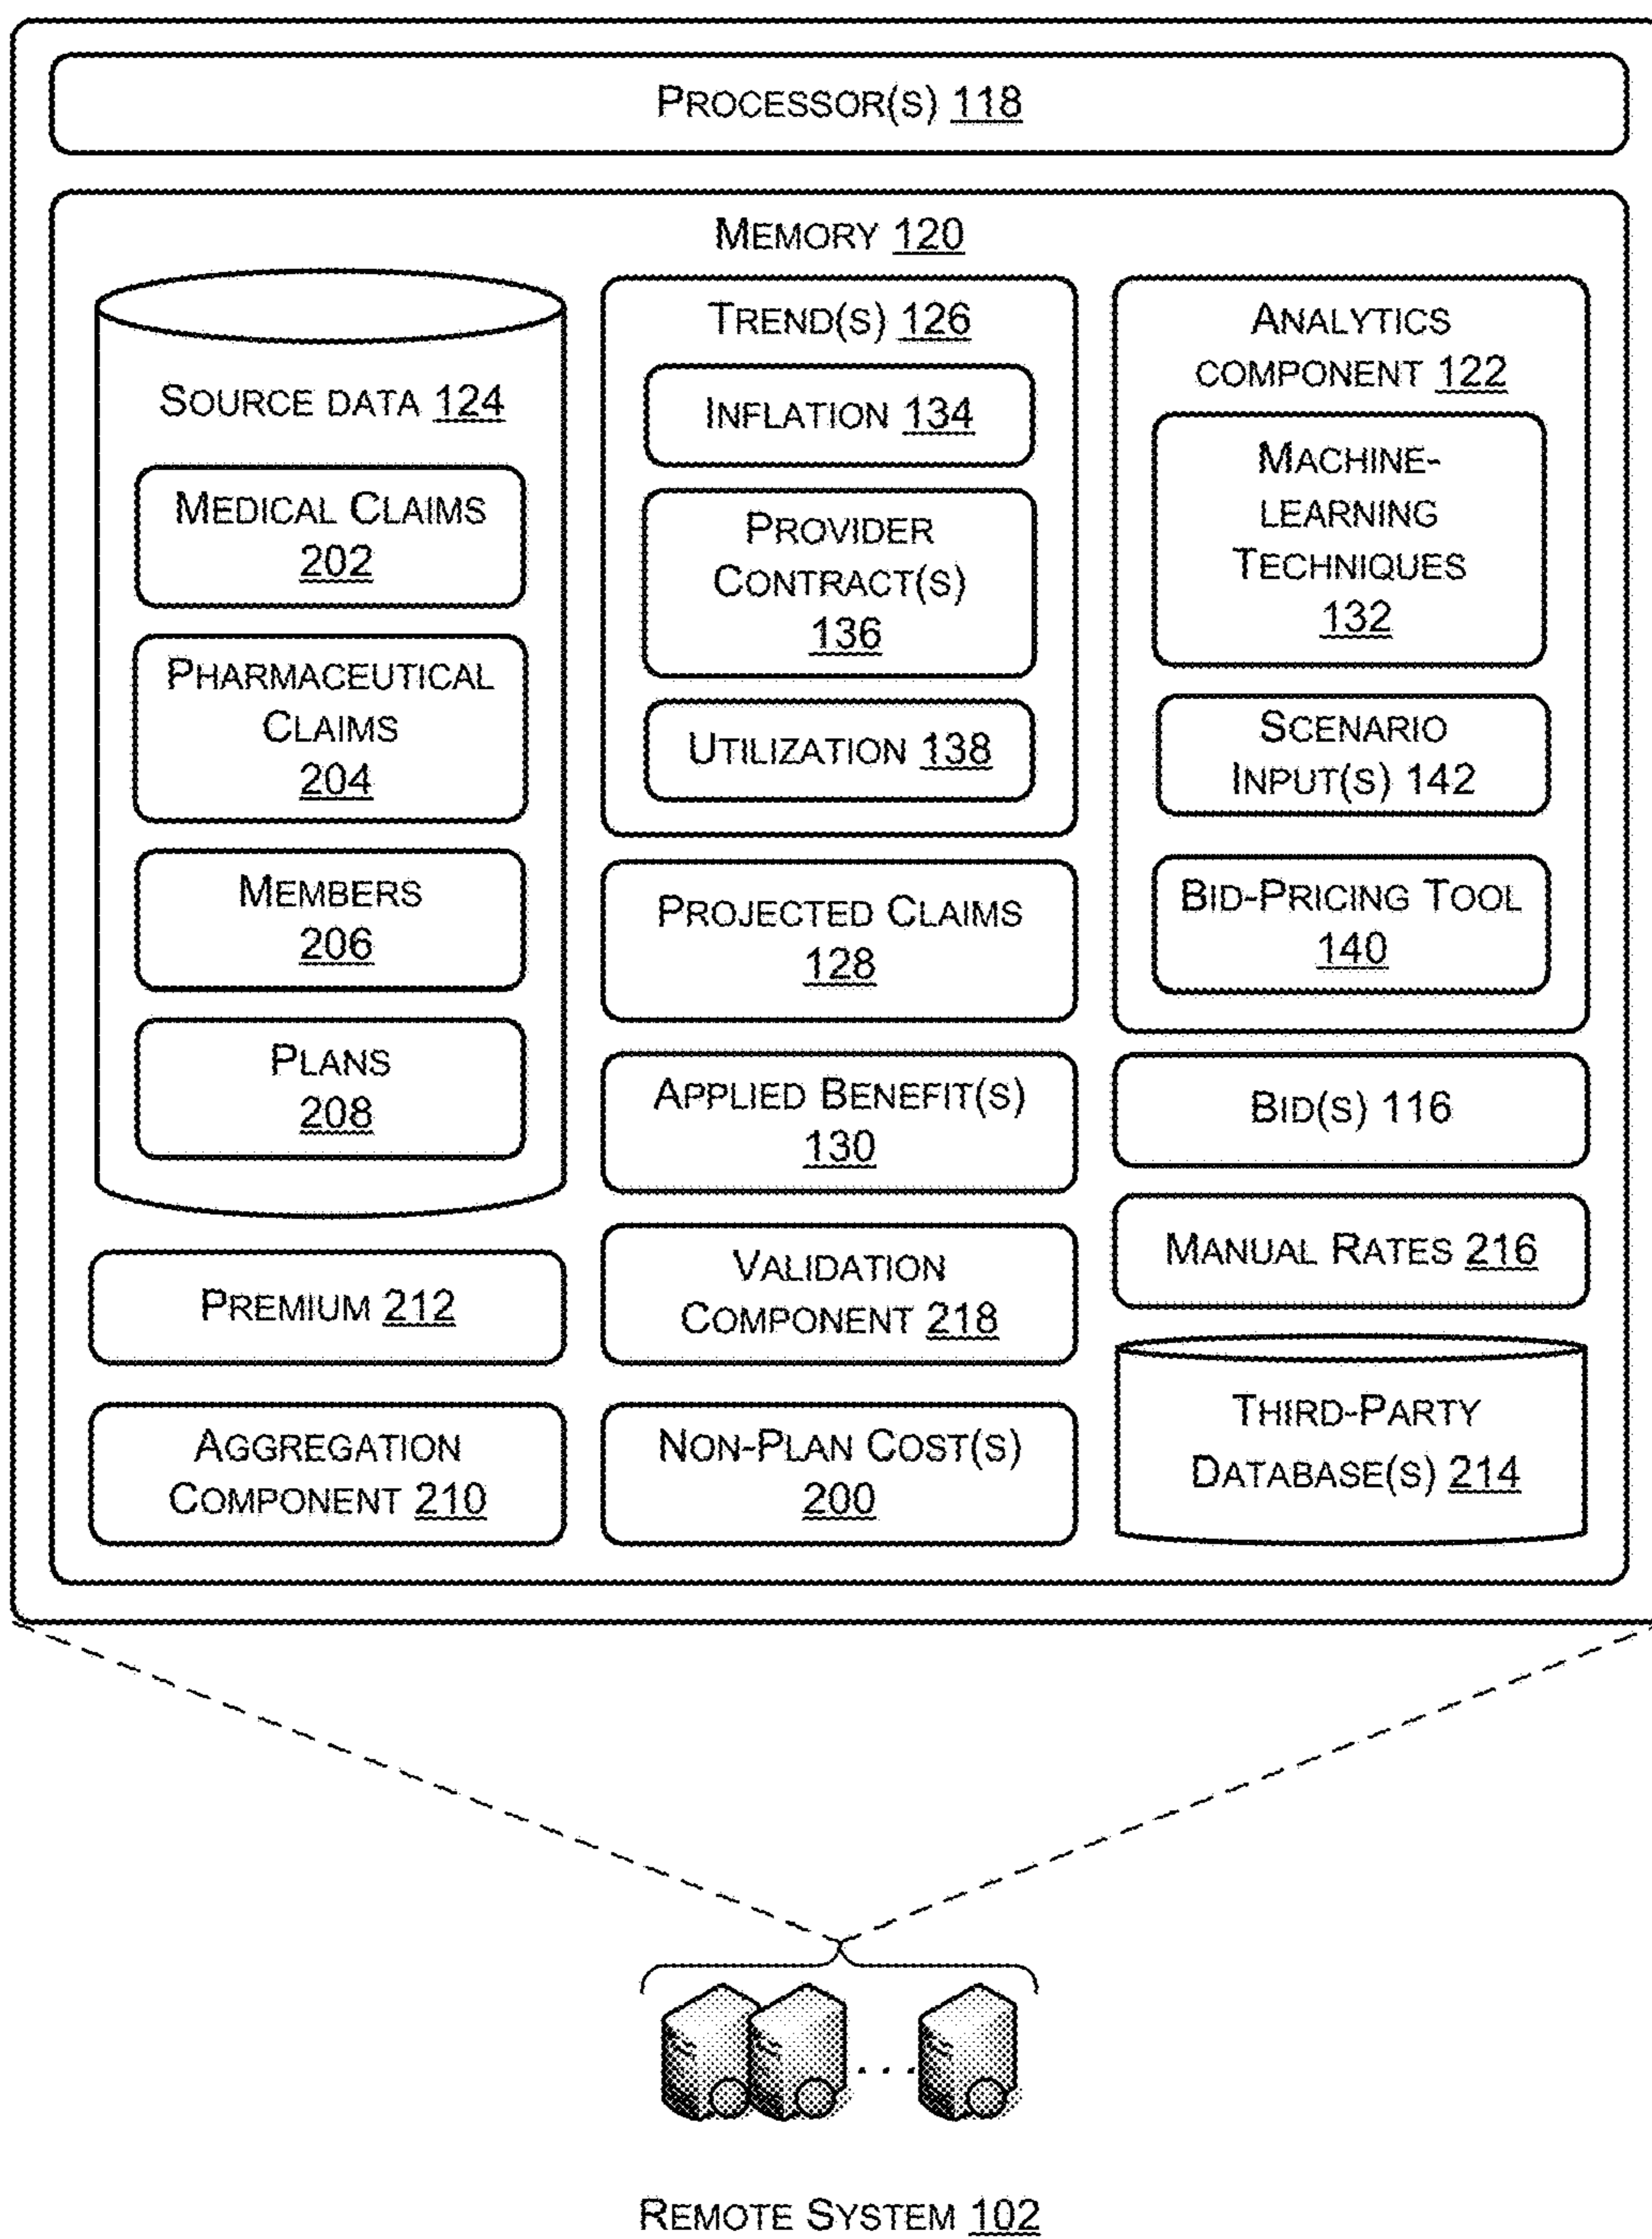 PROCESSOR(S) 118
MEMORY 120
SOURCE DATA 124
MEDICAL CLAIMS
202
PHARMACEUTICAL
CLAIMS
204
MEMBERS
206
PLANS
208
PREMIUM 212
AGGREGATION
COMPONENT 210
TREND(S) 126
INFLATION 134
PROVIDER
CONTRACT(S)
136
UTILIZATION 138
PROJECTED CLAIMS
128
APPLIED BENEFIT(S)
130
VALIDATION
COMPONENT 218
NON-PLAN COST(S)
200
ANALYTICS
COMPONENT 122
MACHINE-
LEARNING
TECHNIQUES
132
SCENARIO
INPUT(S) 142
BID-PRICING TOOL
140
BID(S) 116
MANUAL RATES 216
THIRD-PARTY
DATABASE(S) 214
. . .
REMOTE SYSTEM 102